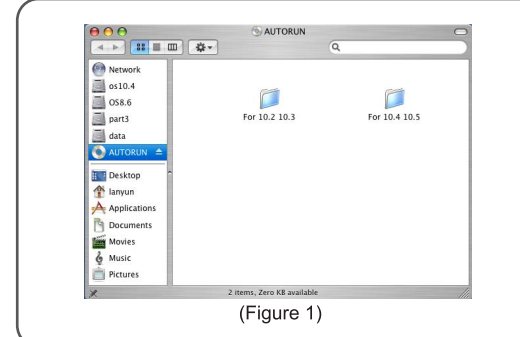 AUTORUN
Network
os10.4
OS8.6
part3
data
AUTORUN
Desktop
lanyun
Applications
Documents
Movies
Music
Pictures
For 10.2 10.3
For 10.4 10.5
2 items, Zero KB available
(Figure 1)